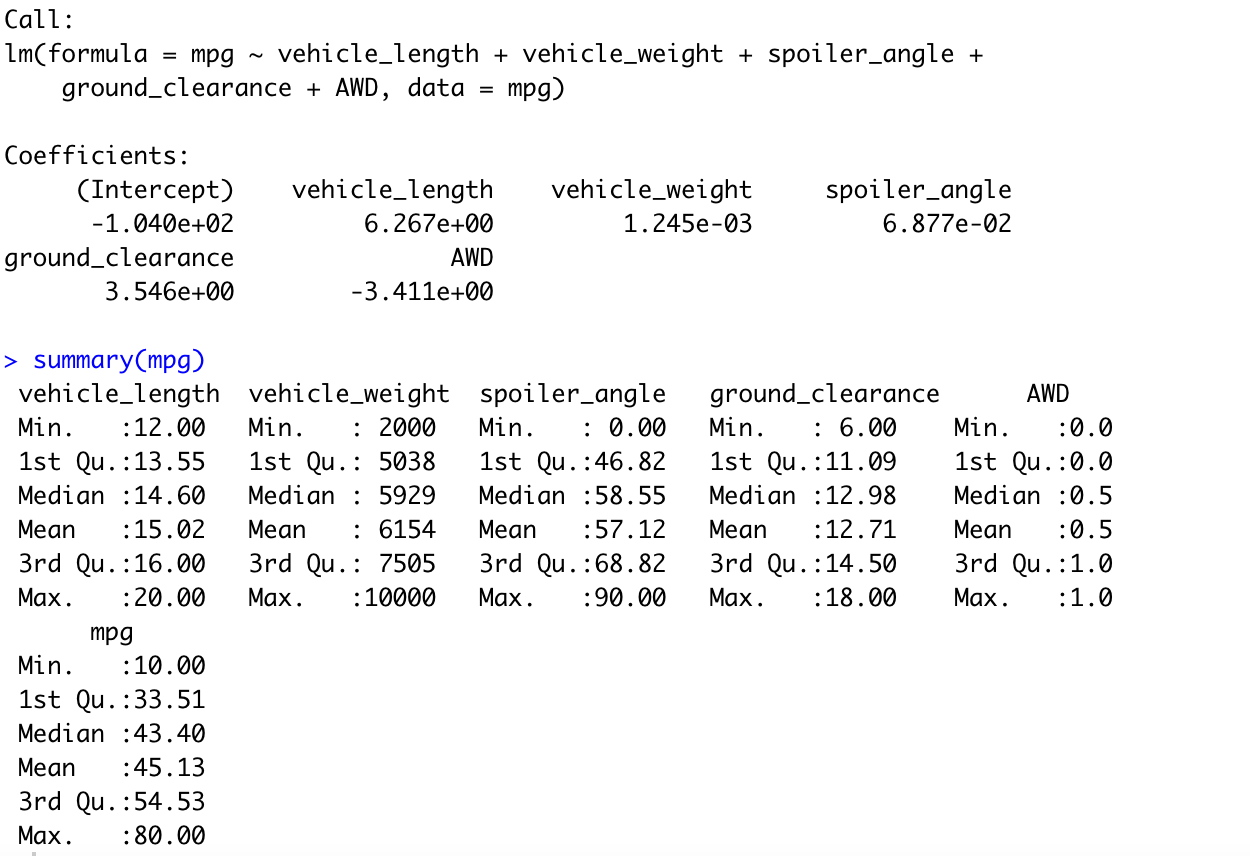 Call:
lm(formula = mpg ~ vehicle_length + vehicle_weight + spoiler_angle +
    ground_clearance + AWD, data = mpg)

Coefficients:
     (Intercept)    vehicle_length    vehicle_weight     spoiler_angle
      -1.040e+02         6.267e+00         1.245e-03         6.877e-02
ground_clearance               AWD
       3.546e+00        -3.411e+00

> summary(mpg)
 vehicle_length  vehicle_weight  spoiler_angle   ground_clearance      AWD
 Min.   :12.00   Min.   : 2000   Min.   : 0.00   Min.   : 6.00    Min.   :0.0
 1st Qu.:13.55   1st Qu.: 5038   1st Qu.:46.82   1st Qu.:11.09    1st Qu.:0.0
 Median :14.60   Median : 5929   Median :58.55   Median :12.98    Median :0.5
 Mean   :15.02   Mean   : 6154   Mean   :57.12   Mean   :12.71    Mean   :0.5
 3rd Qu.:16.00   3rd Qu.: 7505   3rd Qu.:68.82   3rd Qu.:14.50    3rd Qu.:1.0
 Max.   :20.00   Max.   :10000   Max.   :90.00   Max.   :18.00    Max.   :1.0
      mpg
 Min.   :10.00
 1st Qu.:33.51
 Median :43.40
 Mean   :45.13
 3rd Qu.:54.53
 Max.   :80.00